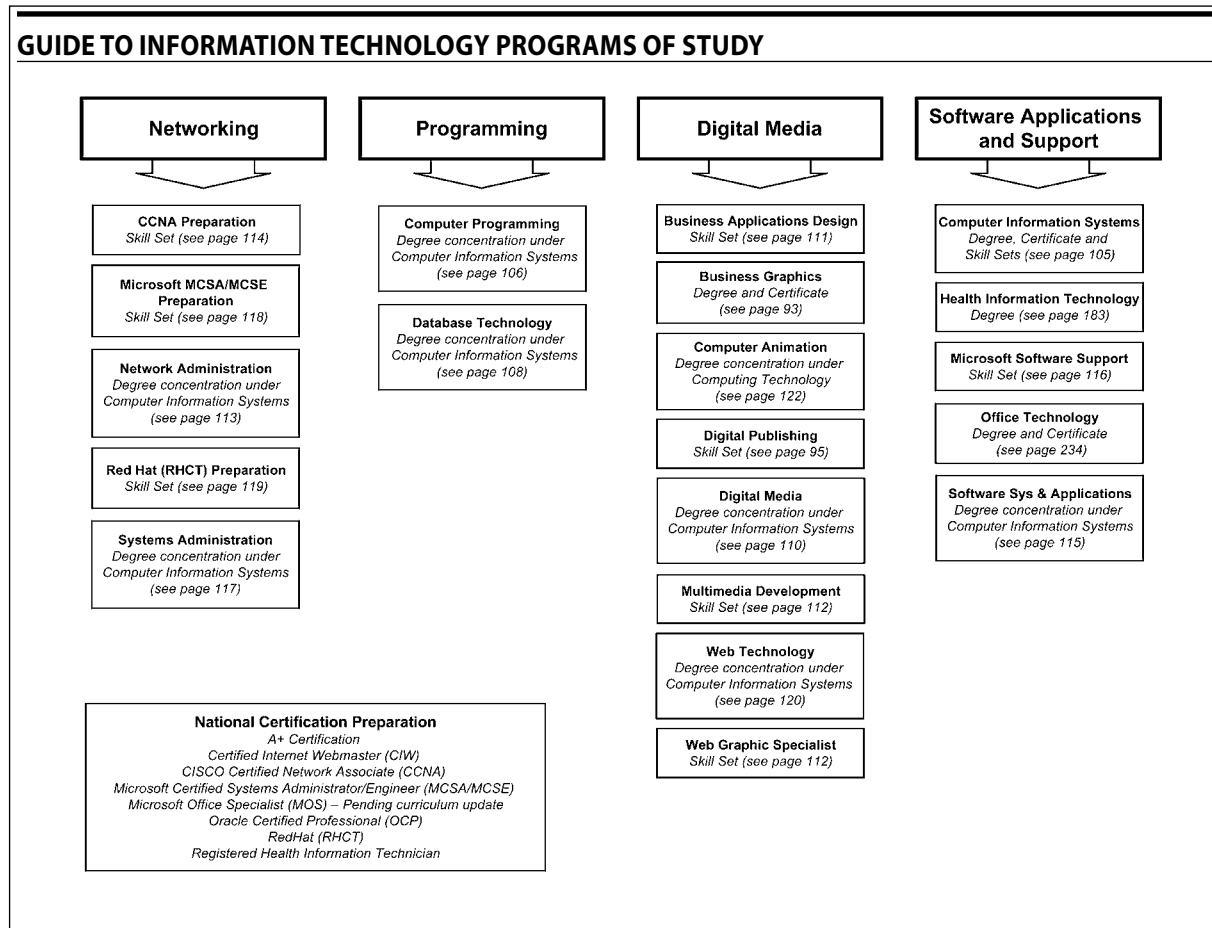 GUIDE TO INFORMATION TECHNOLOGY PROGRAMS OF STUDY
Networking
CCNA Preparation
Skill Set (see page 114)
Microsoft MCSA/MCSE
Preparation
Skill Set (see page 118)
Network Administration
Degree concentration under
Computer Information Systems
(see page 113)
Red Hat (RHCT) Preparation
Skill Set (see page 119)
Systems Administration
Degree concentration under
Computer Information Systems
(see page 117)
Programming
Computer Programming
Degree concentration under
Computer Information Systems
(see page 106)
Database Technology
Degree concentration under
Computer Information Systems
(see page 108)
Digital Media
Business Applications Design
Skill Set (see page 111)
Business Graphics
Degree and Certificate
(see page 93)
Computer Animation
Degree concentration under
Computing Technology
(see page 122)
Digital Publishing
Skill Set (see page 95)
Digital Media
Degree concentration under
Computer Information Systems
(see page 110)
Multimedia Development
Skill Set (see page 112)
Web Technology
Degree concentration under
Computer Information Systems
(see page 120)
Web Graphic Specialist
Skill Set (see page 112)
Software Applications
and Support
Computer Information Systems
Degree, Certificate and
Skill Sets (see page 105)
Health Information Technology
Degree (see page 183)
Microsoft Software Support
Skill Set (see page 116)
Office Technology
Degree and Certificate
(see page 234)
Software Sys & Applications
Degree concentration under
Computer Information Systems
(see page 115)
National Certification Preparation
A+ Certification
Certified Internet Webmaster (CIW)
CISCO Certified Network Associate (CCNA)
Microsoft Certified Systems Administrator/Engineer (MCSA/MCSE)
Microsoft Office Specialist (MOS) – Pending curriculum update
Oracle Certified Professional (OCP)
RedHat (RHCT)
Registered Health Information Technician